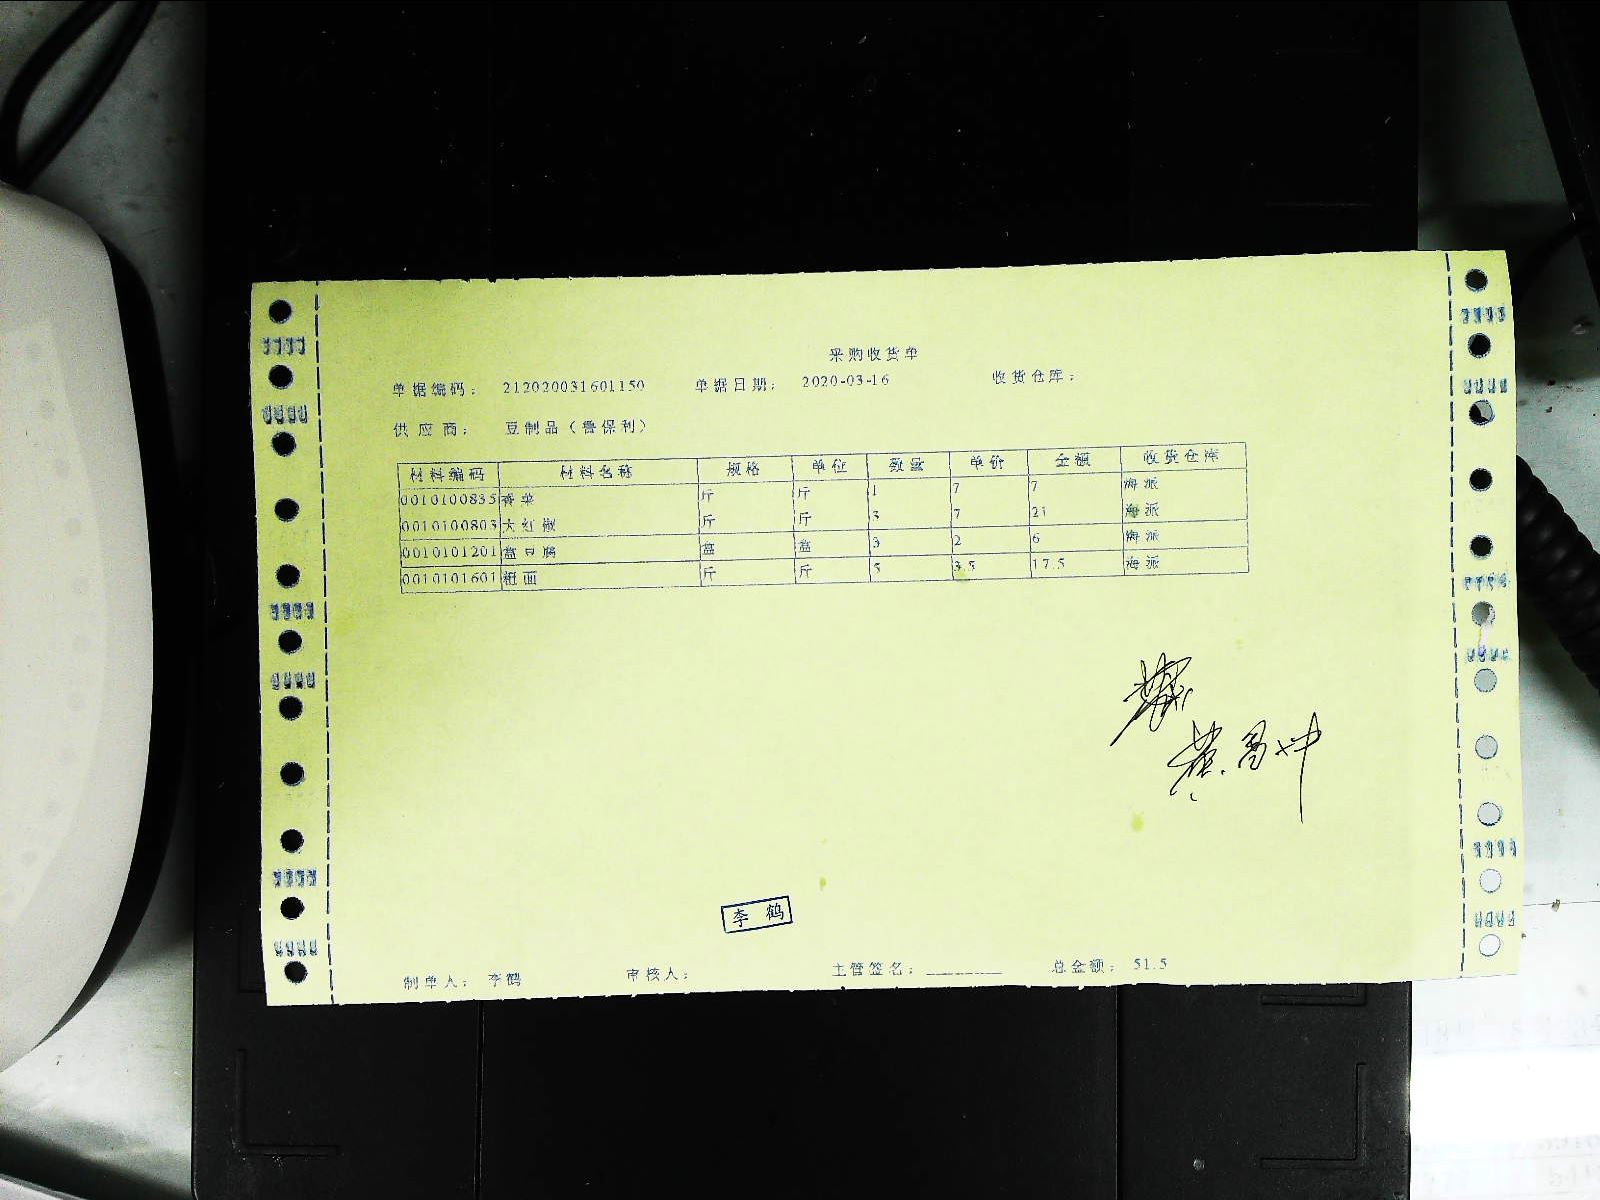 采购收货单
单据编码： 212020031601150 单据日期： 2020-03-16 收货仓库：
供应商： 豆制品（鲁保利）
材料编码 材料名称 规格 单位 数量 单价 金额 收货仓库
0010100835 香菜 斤 斤 1 7 7 海派
0010100803 大红椒 斤 斤 3 7 21 海派
0010101201 盒豆腐 盒 盒 3 2 6 海派
0010101601 粗面 斤 斤 5 3.5 17.5 海派
李鹤
制单人： 李鹤 审核人： 主管签名： 总金额： 51.5